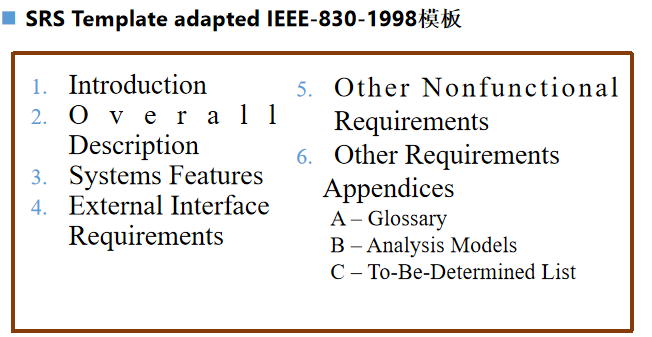 SRS Template adapted IEEE-830-1998模板
1. Introduction
2. Overall
Description
3. Systems Features
4. External Interface
Requirements
5. Other Nonfunctional
Requirements
6. Other Requirements
Appendices
A – Glossary
B – Analysis Models
C – To-Be-Determined List